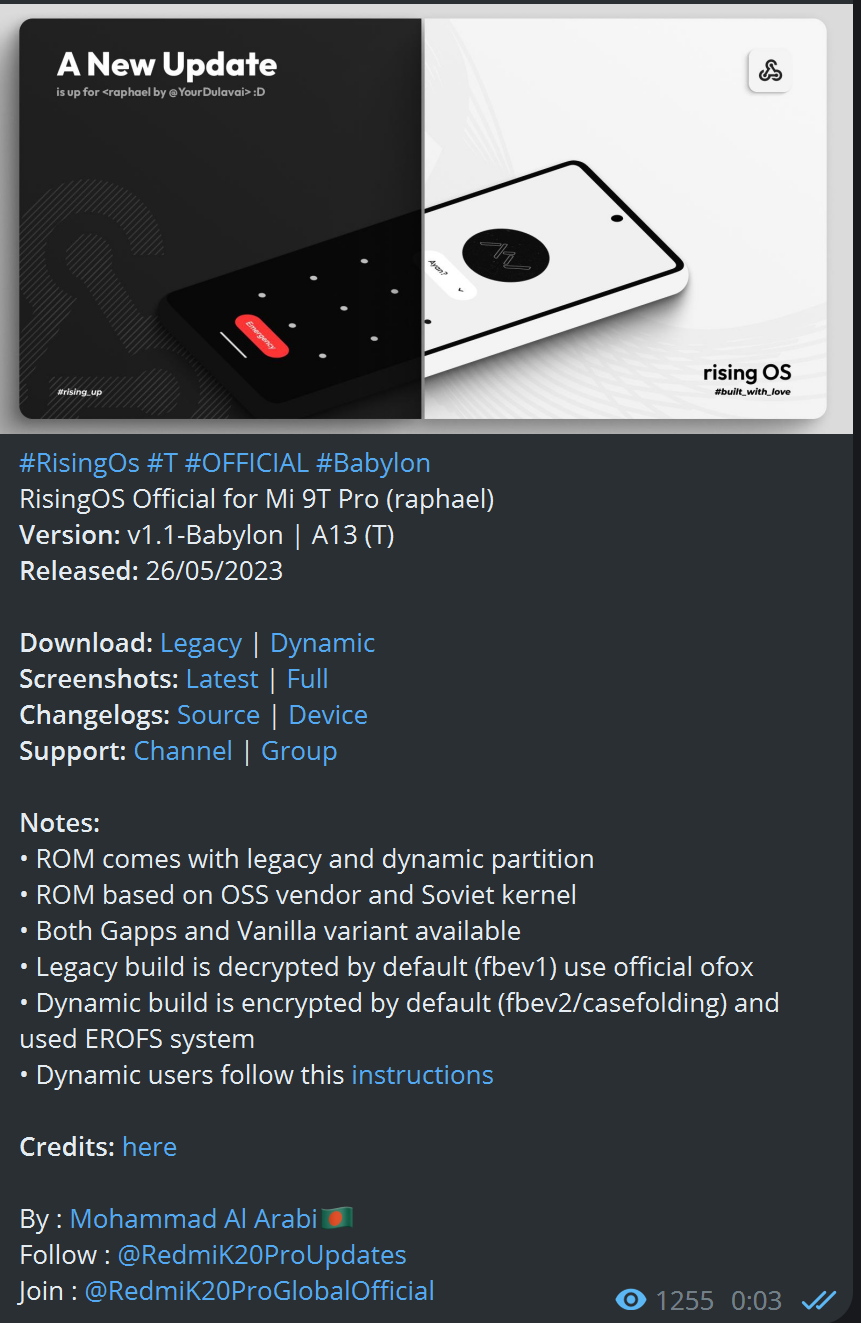 A New Update
is up for <raphael by @YourDulavai> :D
Ayan?
Emergency
rising OS
#rising_up
#built_with_love
#RisingOs #T #OFFICIAL #Babylon
RisingOS Official for Mi 9T Pro (raphael)
Version: v1.1-Babylon | A13 (T)
Released: 26/05/2023
Download: Legacy | Dynamic
Screenshots: Latest | Full
Changelogs: Source | Device
Support: Channel | Group
Notes:
• ROM comes with legacy and dynamic partition
• ROM based on OSS vendor and Soviet kernel
• Both Gapps and Vanilla variant available
• Legacy build is decrypted by default (fbev1) use official ofox
• Dynamic build is encrypted by default (fbev2/casefolding) and
used EROFS system
• Dynamic users follow this instructions
Credits: here
By : Mohammad Al Arabi🇧🇩
Follow : @RedmiK20ProUpdates
Join : @RedmiK20ProGlobalOfficial
1255 0:03